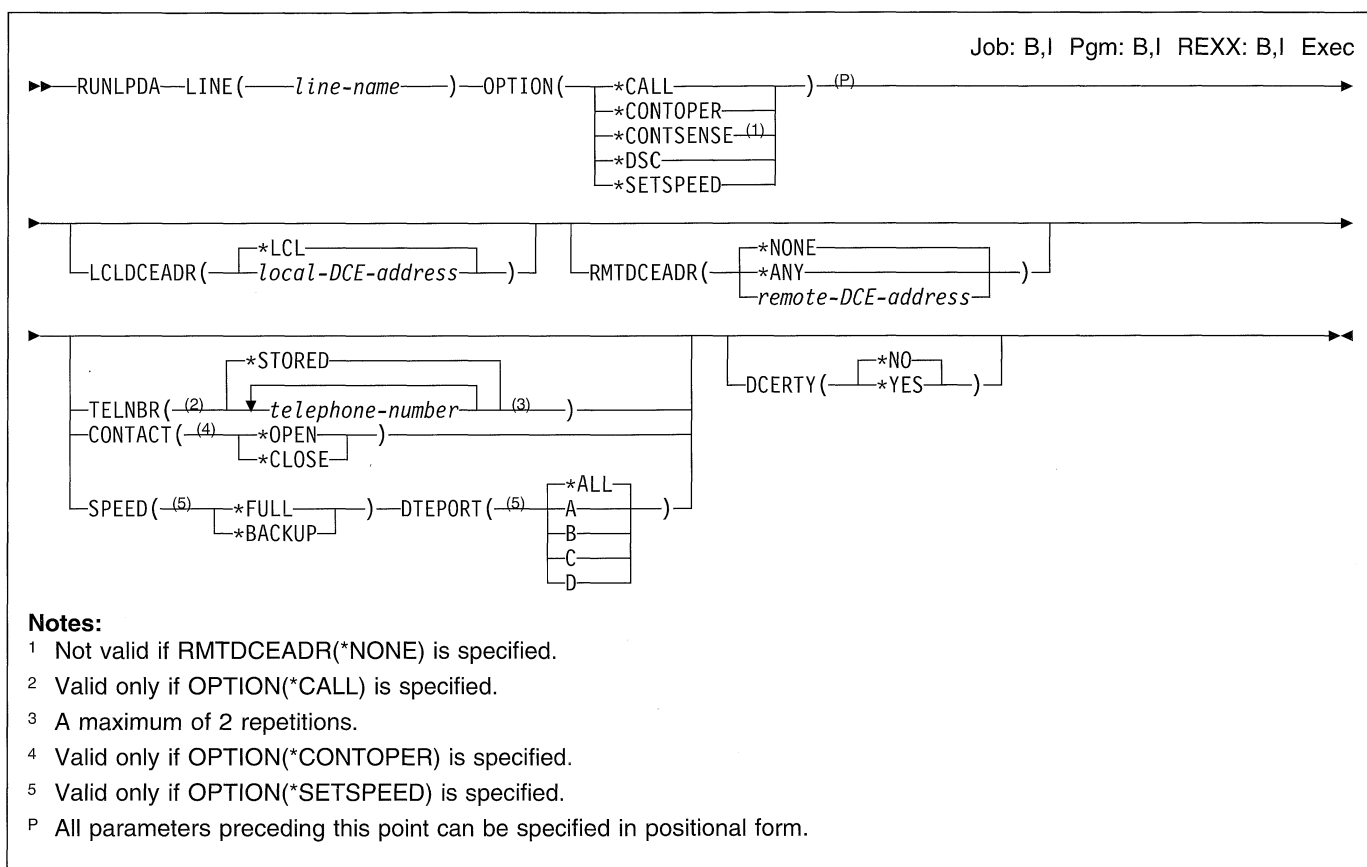 Job: B,I Pgm: B,I REXX: B,I Exec
RUNLPDA LINE( line-name ) OPTION( *CALL ) (P)
*CONTOPER
*CONTSENSE (1)
*DSC
*SETSPEED
LCLDCEADR( *LCL ) RMTDCEADR( *NONE )
local-DCE-address *ANY
remote-DCE-address
*STORED *NO
TELNBR( (2) telephone-number (3) ) DCERTY( *YES )
CONTACT( (4) *OPEN )
*CLOSE
SPEED( (5) *FULL ) DTEPORT( (5) *ALL )
*BACKUP A
B
C
D
Notes:
1 Not valid if RMTDCEADR(*NONE) is specified.
2 Valid only if OPTION(*CALL) is specified.
3 A maximum of 2 repetitions.
4 Valid only if OPTION(*CONTOPER) is specified.
5 Valid only if OPTION(*SETSPEED) is specified.
P All parameters preceding this point can be specified in positional form.